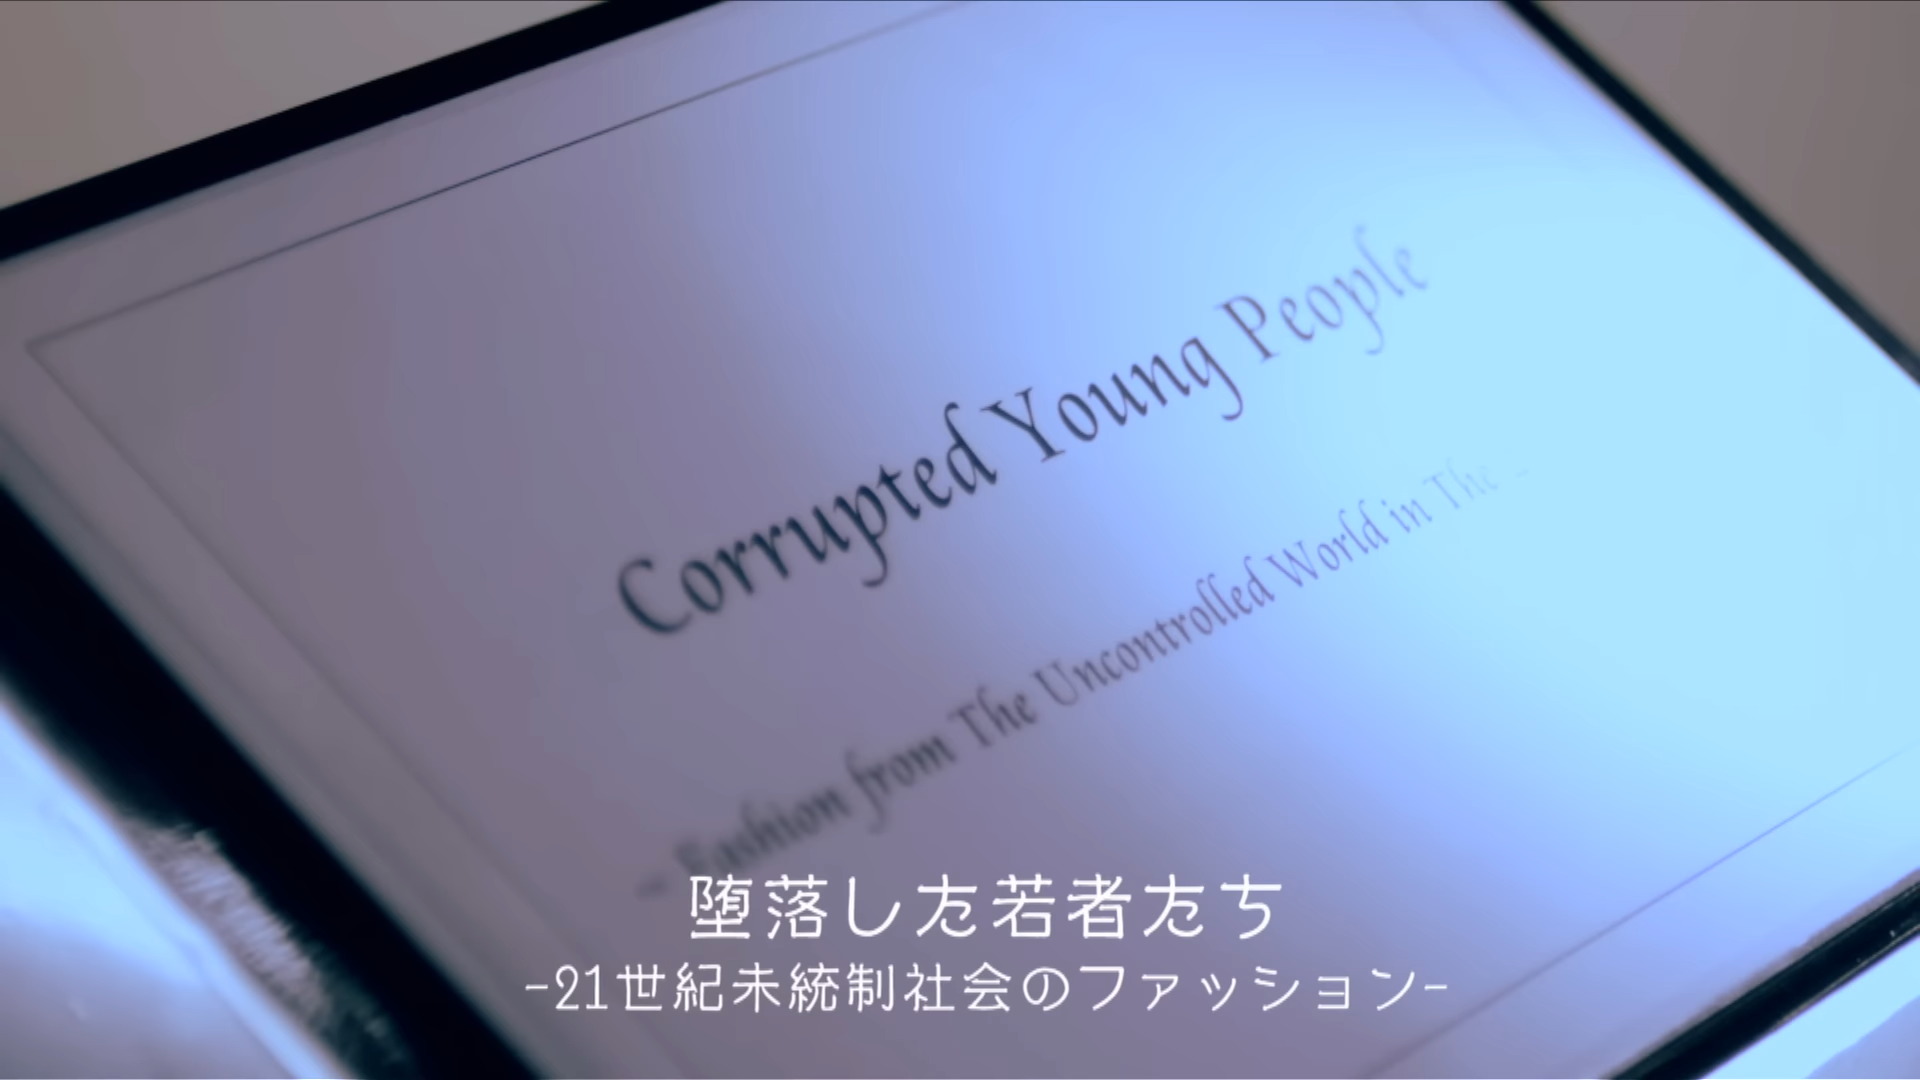 Corrupted Young People
- Fashion from The Uncontrolled World in The -
堕落した若者たち
-21世紀未統制社会のファッション-